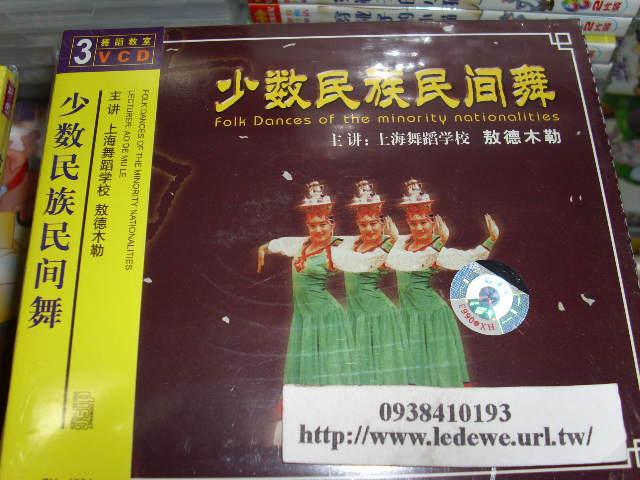 3
舞蹈教室
VCD
少数民族民间舞
主讲:上海舞蹈学校 敖德木勒
FOLK DANCES OF THE MINORITY NATIONALITIES
LECTURER: AO DE MU LE
少数民族民间舞
Folk Dances of the minority nationalities
主讲:上海舞蹈学校 敖德木勒
0938410193
http://www.ledewe.url.tw/